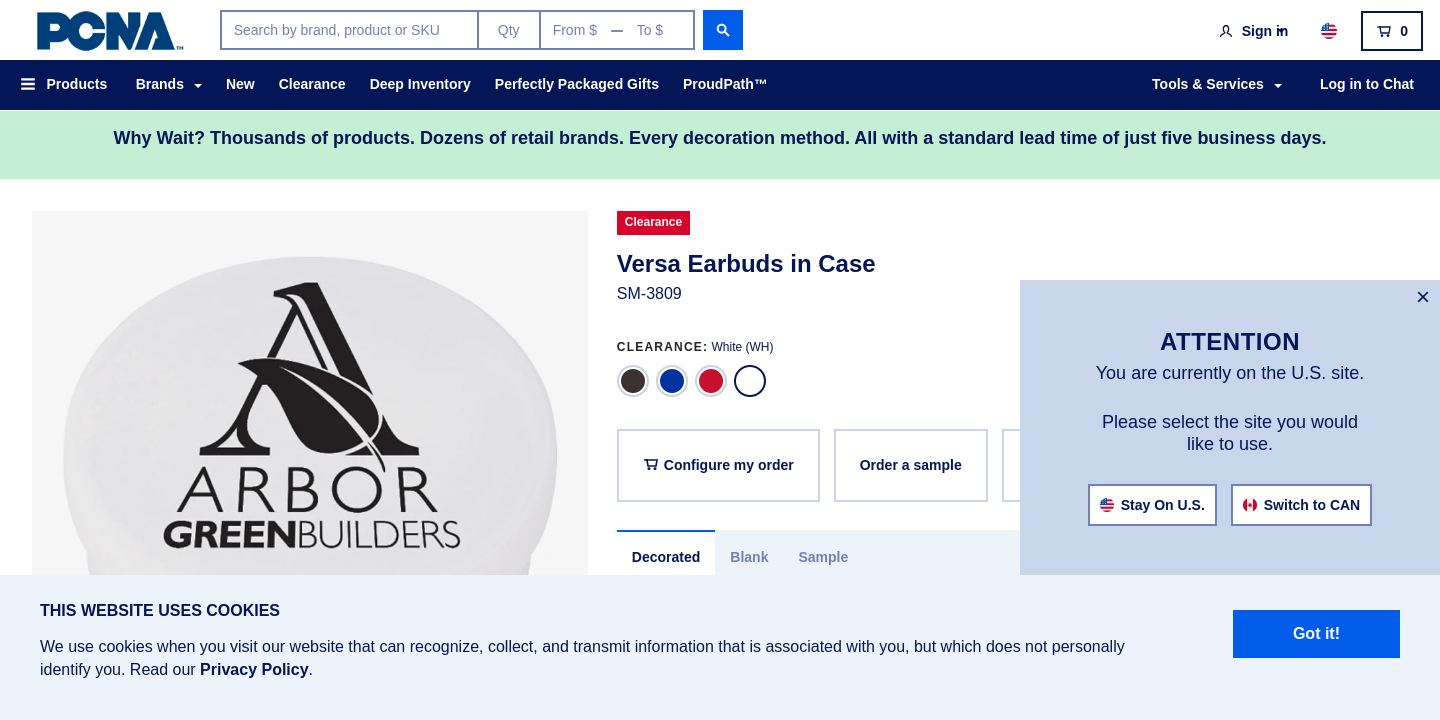 PCNA™
Search by brand, product or SKU
Qty
From $ — To $
Sign in
0
Products
Brands
New
Clearance
Deep Inventory
Perfectly Packaged Gifts
ProudPath™
Tools & Services
Log in to Chat
Why Wait? Thousands of products. Dozens of retail brands. Every decoration method. All with a standard lead time of just five business days.
A
ARBOR
GREENBUILDERS
Clearance
Versa Earbuds in Case
SM-3809
CLEARANCE: White (WH)
Configure my order
Order a sample
Decorated
Blank
Sample
×
ATTENTION
You are currently on the U.S. site.
Please select the site you would
like to use.
Stay On U.S.
Switch to CAN
THIS WEBSITE USES COOKIES
We use cookies when you visit our website that can recognize, collect, and transmit information that is associated with you, but which does not personally
identify you. Read our Privacy Policy.
Got it!